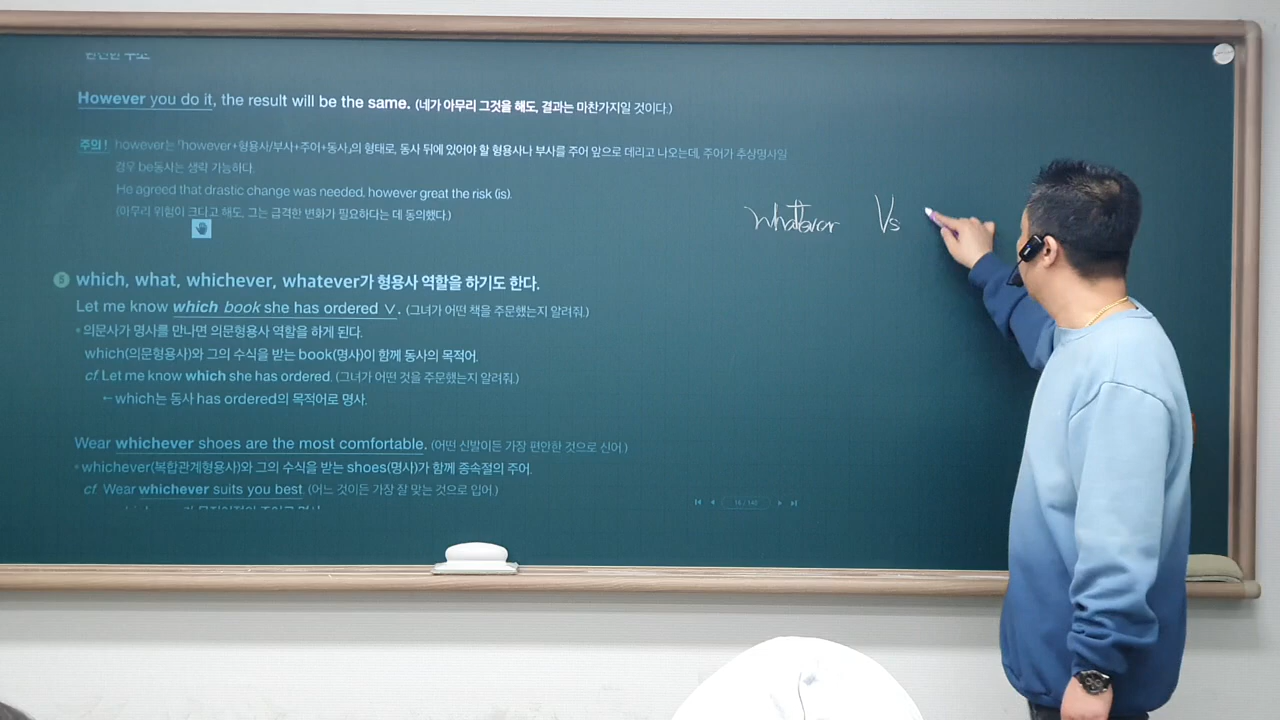 However you do it, the result will be the same. (네가 아무리 그것을 해도, 결과는 마찬가지일 것이다.)
주의! however는 「however+형용사/부사+주어+동사」의 형태로, 동사 뒤에 있어야 할 형용사나 부사를 주어 앞으로 데리고 나오는데, 주어가 추상명사일
경우 be동사는 생략 가능하다.
He agreed that drastic change was needed, however great the risk (is).
(아무리 위험이 크다고 해도, 그는 급격한 변화가 필요하다는 데 동의했다.)
whatever Vs
5 which, what, whichever, whatever가 형용사 역할을 하기도 한다.
Let me know which book she has ordered ∨. (그녀가 어떤 책을 주문했는지 알려줘.)
• 의문사가 명사를 만나면 의문형용사 역할을 하게 된다.
which(의문형용사)와 그의 수식을 받는 book(명사)이 함께 동사의 목적어.
cf. Let me know which she has ordered. (그녀가 어떤 것을 주문했는지 알려줘.)
←which는 동사 has ordered의 목적어로 명사.
Wear whichever shoes are the most comfortable. (어떤 신발이든 가장 편안한 것으로 신어.)
• whichever(복합관계형용사)와 그의 수식을 받는 shoes(명사)가 함께 종속절의 주어.
cf. Wear whichever suits you best. (어느 것이든 가장 잘 맞는 것으로 입어.)